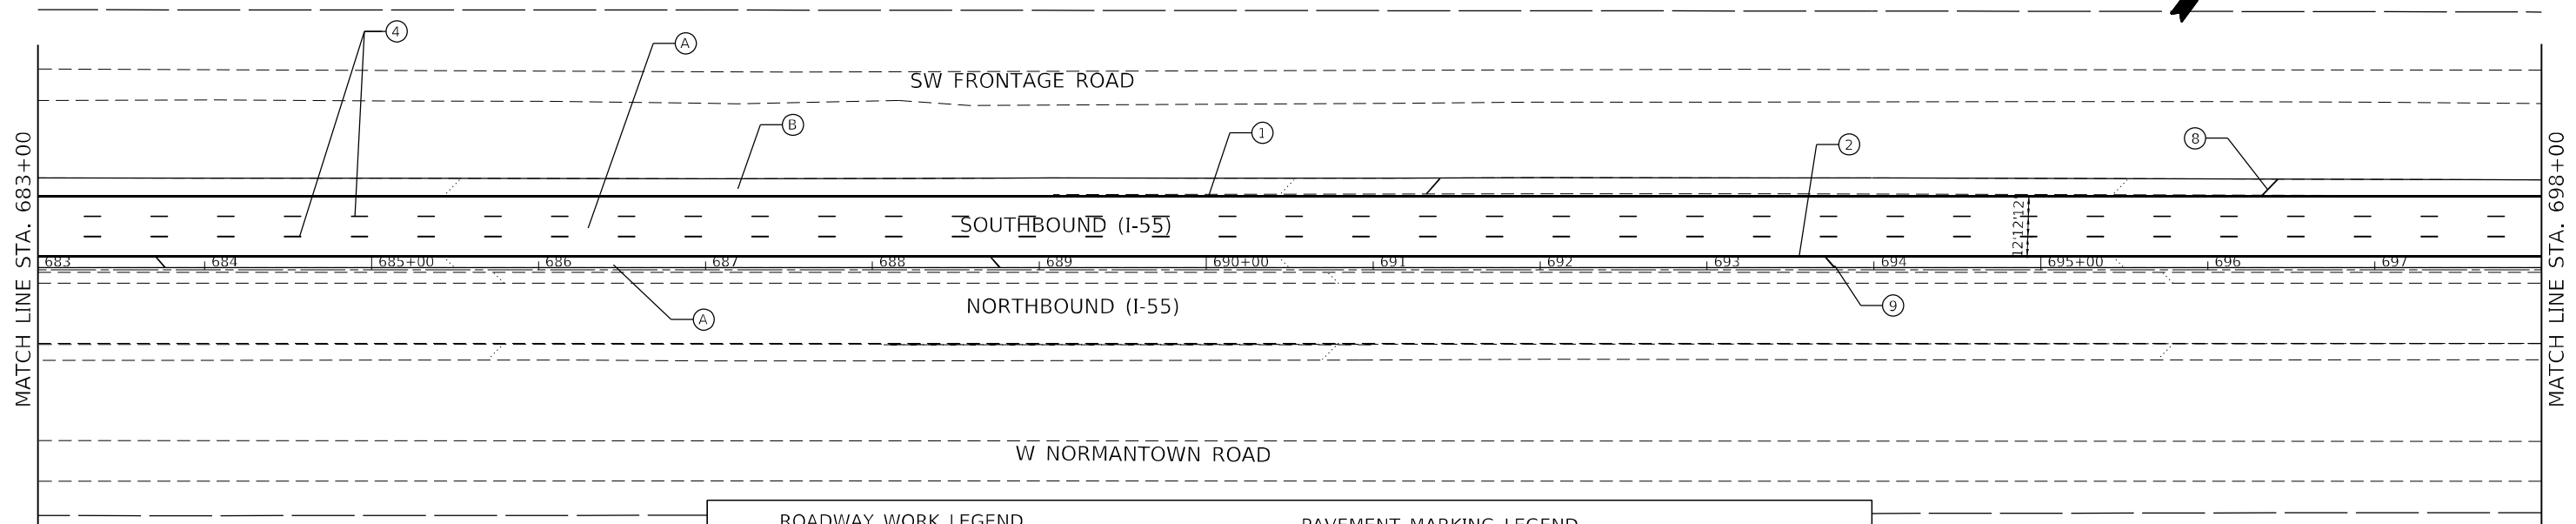 4
A
SW FRONTAGE ROAD
B
1
2
8
MATCH LINE STA. 683+00
MATCH LINE STA. 698+00
12'12'12'
SOUTHBOUND (I-55)
683 684 685+00 686 687 688 689 690+00 691 692 693 694 695+00 696 697
NORTHBOUND (I-55)
A
9
W NORMANTOWN ROAD
ROADWAY WORK LEGEND
PAVEMENT MARKING LEGEND